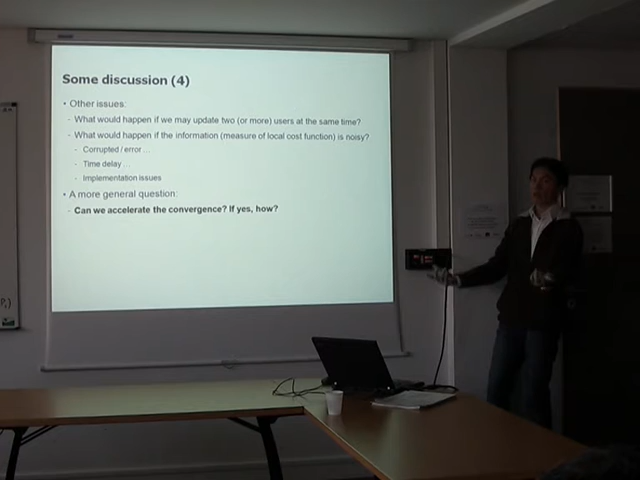 Some discussion (4)
• Other issues:
- What would happen if we may update two (or more) users at the same time?
- What would happen if the information (measure of local cost function) is noisy?
- Corrupted / error ...
- Time delay ...
- Implementation issues
• A more general question:
- Can we accelerate the convergence? If yes, how?